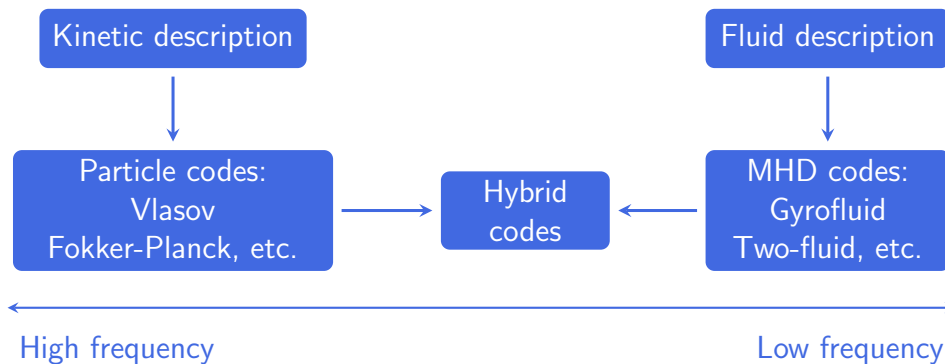 Kinetic description
Fluid description
Particle codes:
Vlasov
Fokker-Planck, etc.
Hybrid
codes
MHD codes:
Gyrofluid
Two-fluid, etc.
High frequency
Low frequency